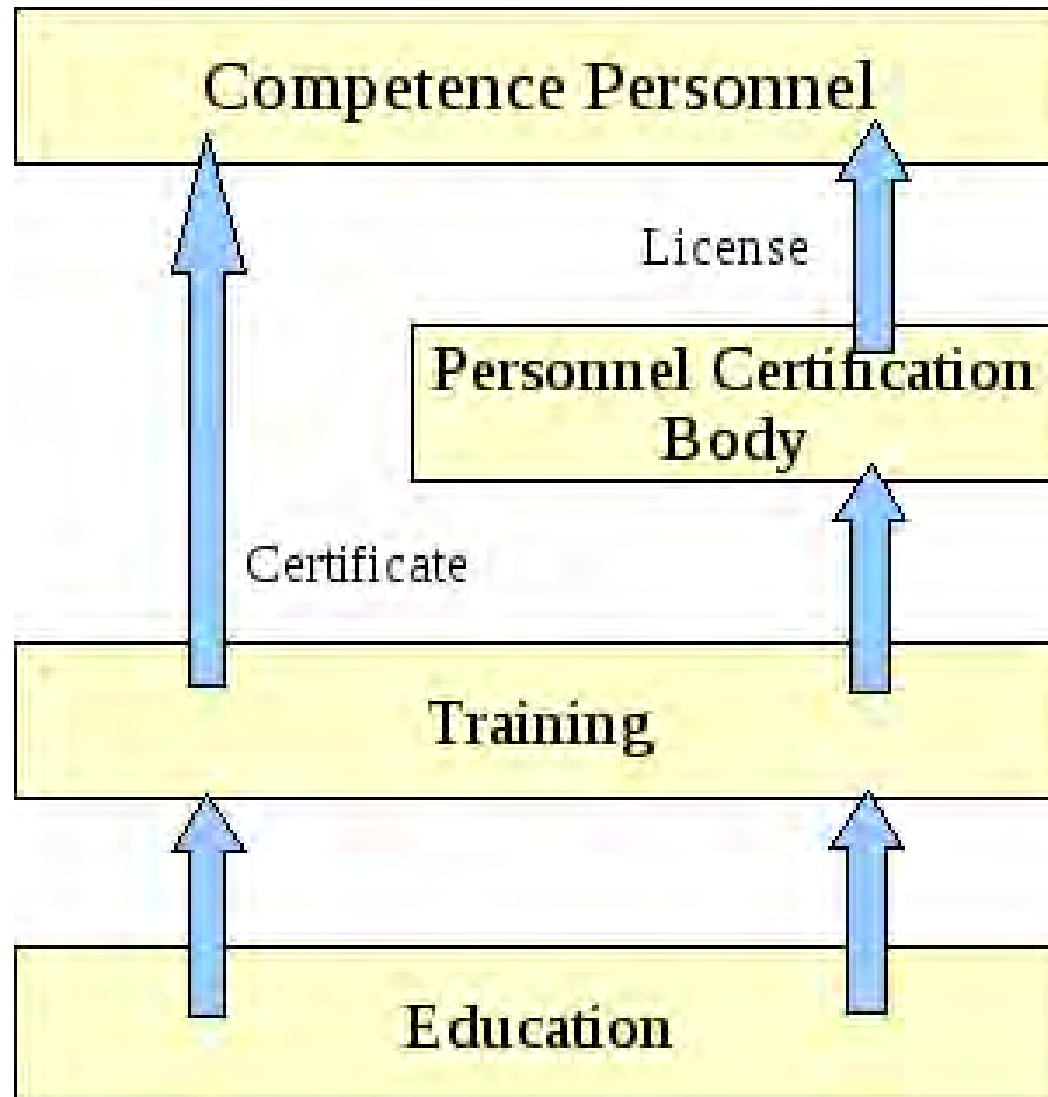 Competence Personnel
License
Personnel Certification
Body
Certificate
Training
Education